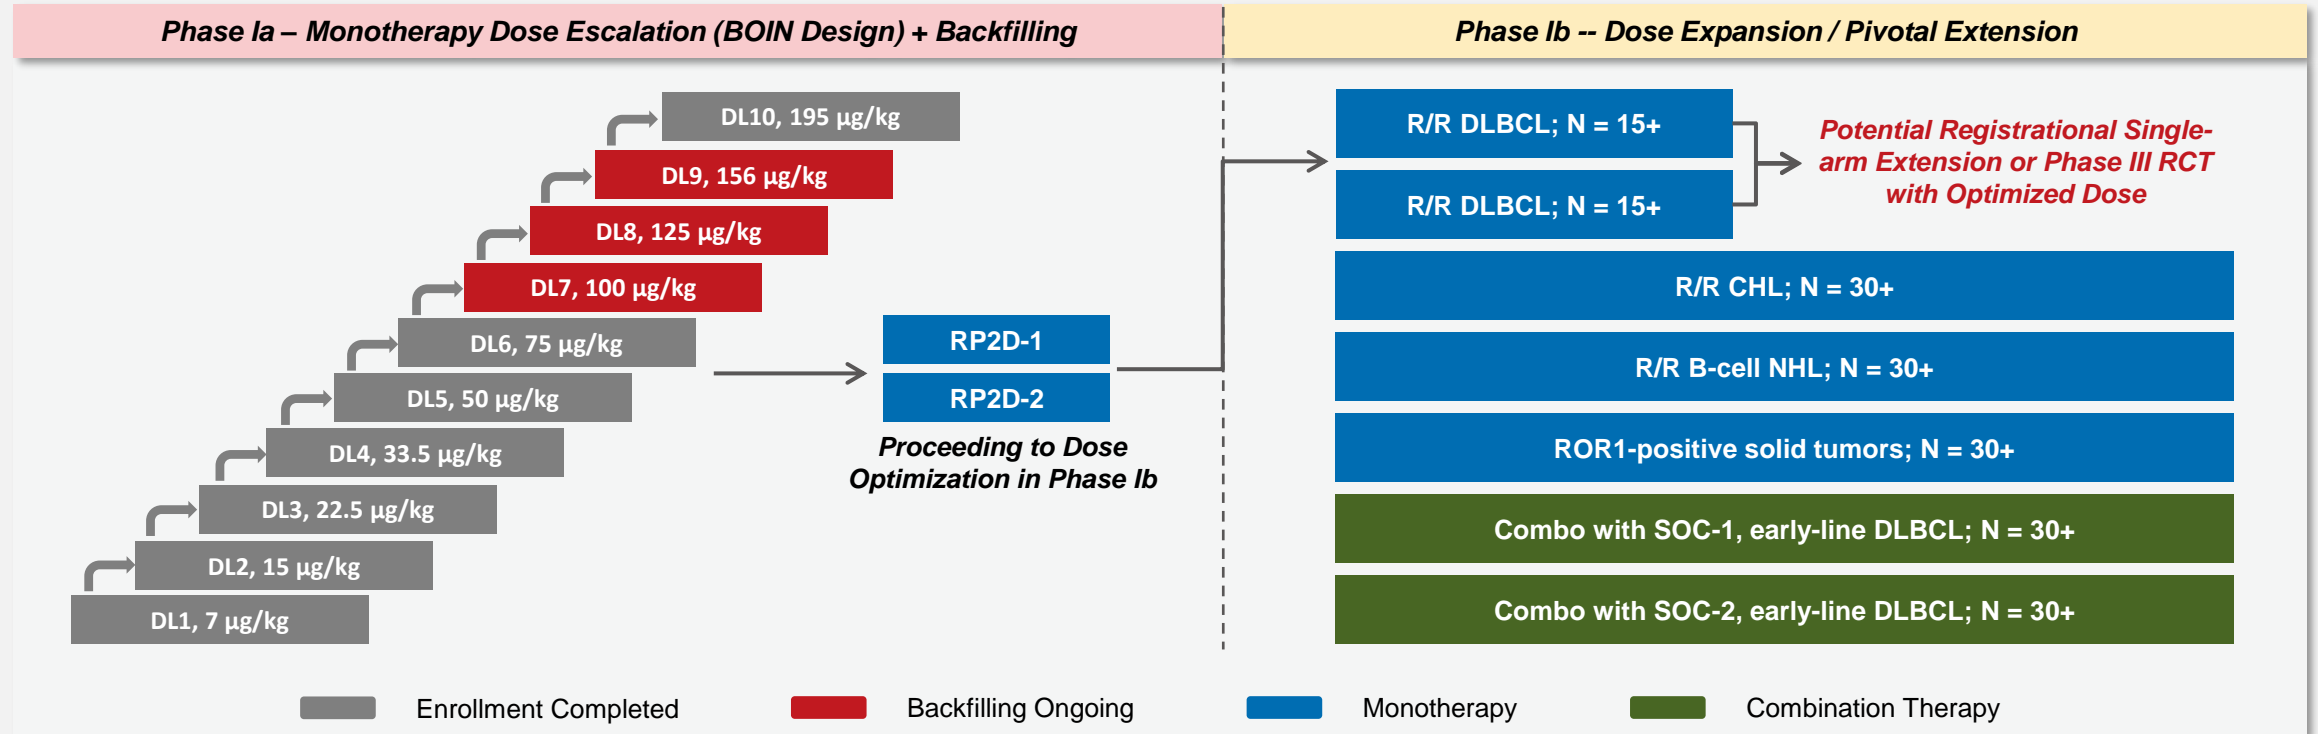 Phase Ia – Monotherapy Dose Escalation (BOIN Design) + Backfilling
Phase Ib -- Dose Expansion / Pivotal Extension
DL10, 195 µg/kg
DL9, 156 µg/kg
DL8, 125 µg/kg
DL7, 100 µg/kg
DL6, 75 µg/kg
DL5, 50 µg/kg
DL4, 33.5 µg/kg
DL3, 22.5 µg/kg
DL2, 15 µg/kg
DL1, 7 µg/kg
RP2D-1
RP2D-2
Proceeding to Dose
Optimization in Phase Ib
R/R DLBCL; N = 15+
R/R DLBCL; N = 15+
Potential Registrational Single-
arm Extension or Phase III RCT
with Optimized Dose
R/R CHL; N = 30+
R/R B-cell NHL; N = 30+
ROR1-positive solid tumors; N = 30+
Combo with SOC-1, early-line DLBCL; N = 30+
Combo with SOC-2, early-line DLBCL; N = 30+
Enrollment Completed
Backfilling Ongoing
Monotherapy
Combination Therapy